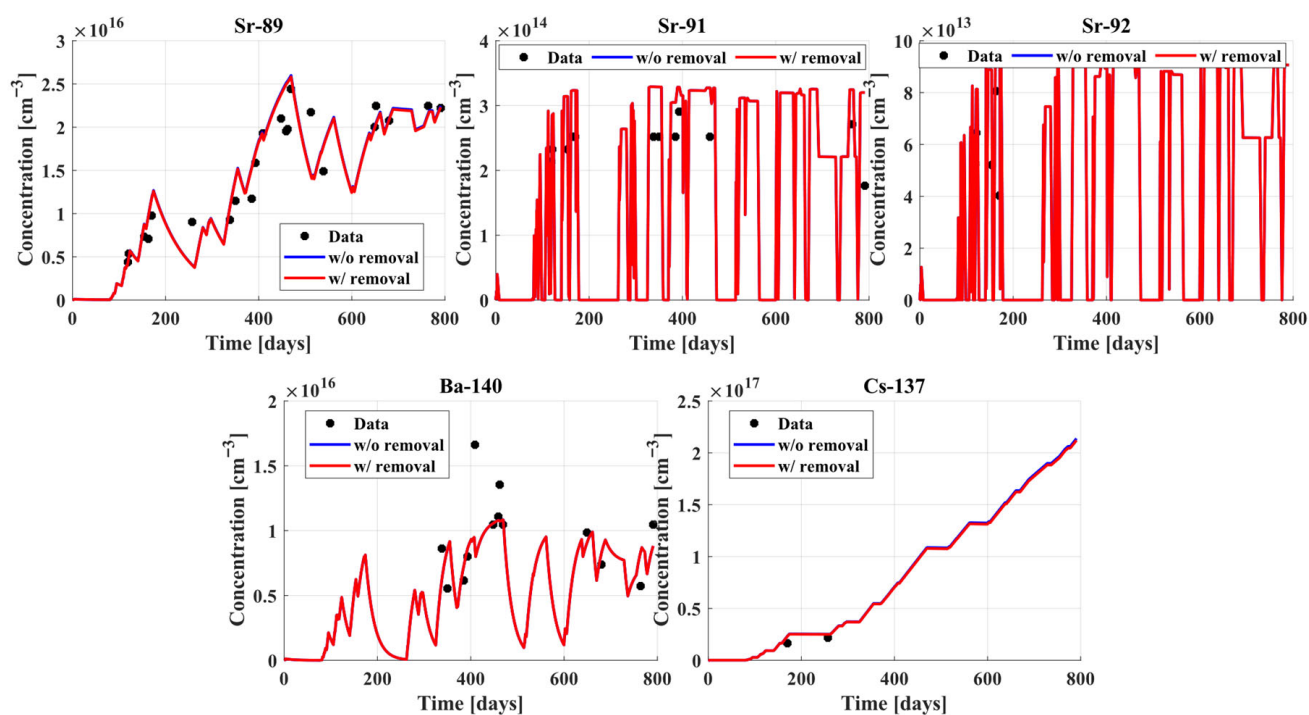 Sr-89
×10^16
Concentration [cm^-3]
3
2.5
2
1.5
1
0.5
0
Data
w/o removal
w/ removal
0 200 400 600 800
Time [days]
Sr-91
×10^14
Concentration [cm^-3]
4
3
2
1
0
Data w/o removal w/ removal
0 200 400 600 800
Time [days]
Sr-92
×10^13
Concentration [cm^-3]
10
8
6
4
2
0
Data w/o removal w/ removal
0 200 400 600 800
Time [days]
Ba-140
×10^16
Concentration [cm^-3]
2
1.5
1
0.5
0
Data
w/o removal
w/ removal
0 200 400 600 800
Time [days]
Cs-137
×10^17
Concentration [cm^-3]
2.5
2
1.5
1
0.5
0
Data
w/o removal
w/ removal
0 200 400 600 800
Time [days]